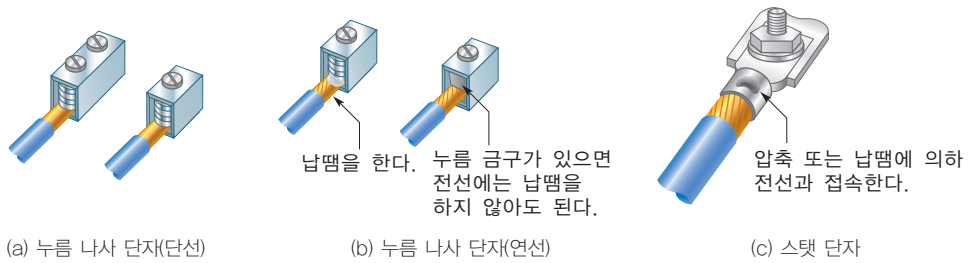 납땜을 한다.
누름 금구가 있으면
전선에는 납땜을
하지 않아도 된다.
압축 또는 납땜에 의하
전선과 접속한다.
(a) 누름 나사 단자(단선)
(b) 누름 나사 단자(연선)
(c) 스탯 단자